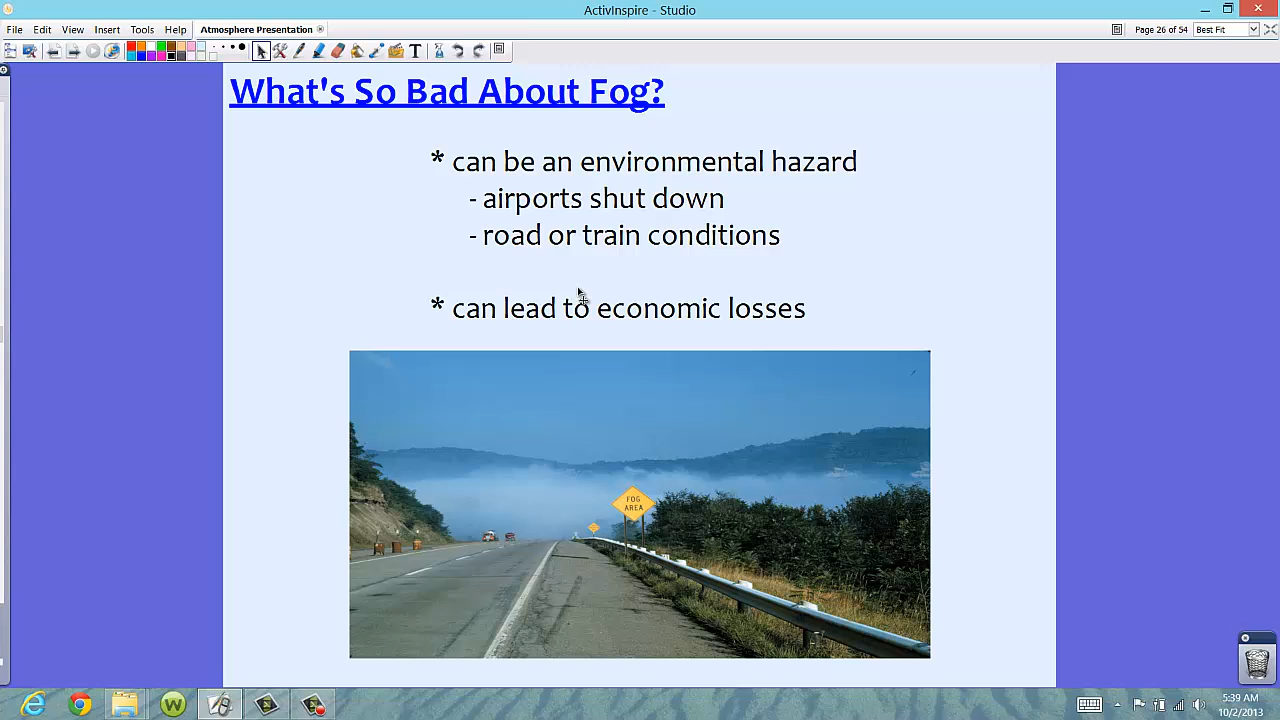 ActivInspire - Studio
File Edit View Insert Tools Help Atmosphere Presentation Page 26 of 54 Best Fit
What's So Bad About Fog?
* can be an environmental hazard
- airports shut down
- road or train conditions
* can lead to economic losses
FOG
AREA
5:39 AM
10/2/2013